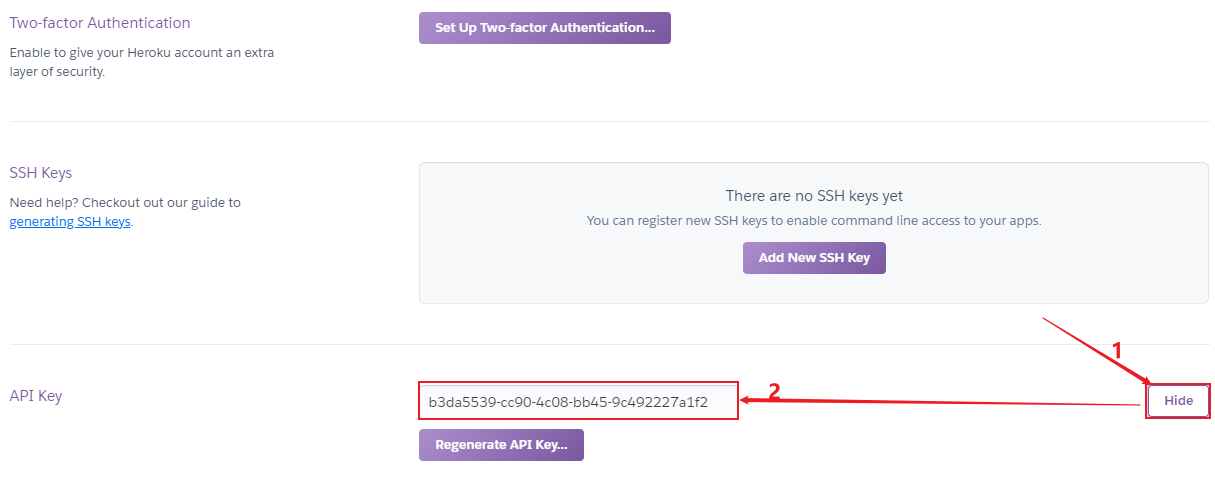 Two-factor Authentication
Set Up Two-factor Authentication...
Enable to give your Heroku account an extra
layer of security.
SSH Keys
Need help? Checkout out our guide to
generating SSH keys.
There are no SSH keys yet
You can register new SSH keys to enable command line access to your apps.
Add New SSH Key
1
API Key
b3da5539-cc90-4c08-bb45-9c492227a1f2
2
Hide
Regenerate API Key...